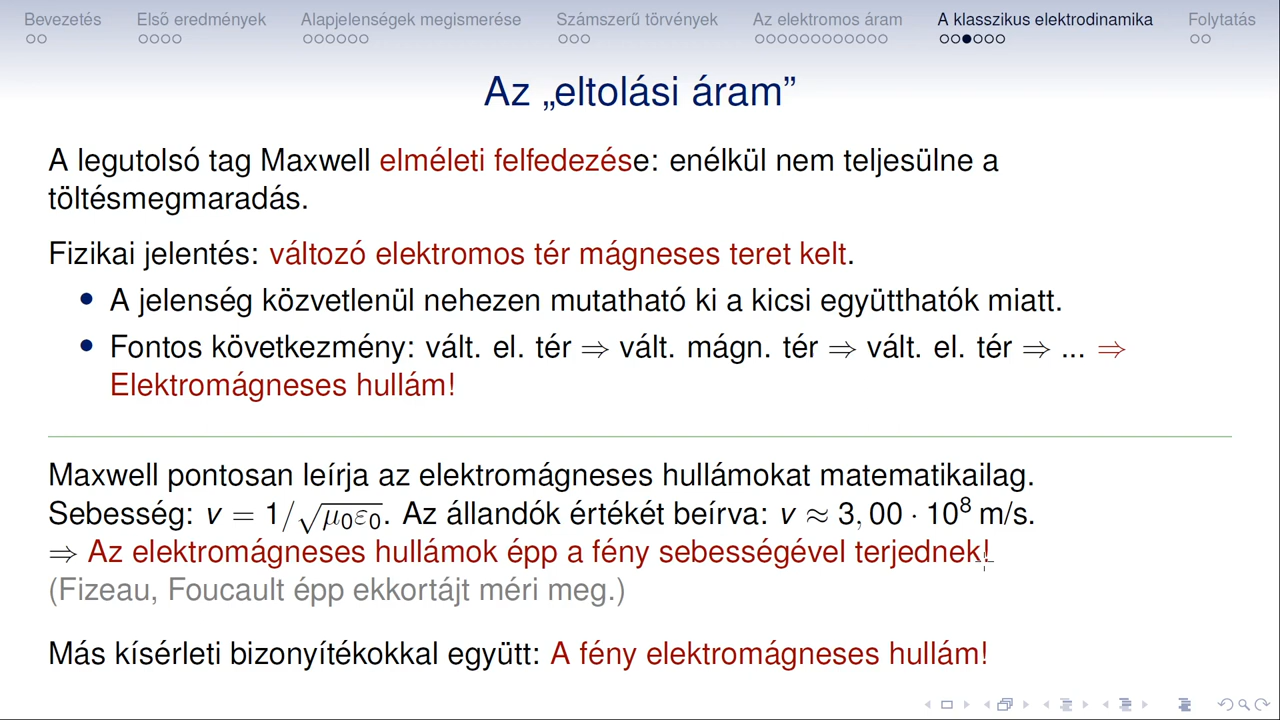 Bevezetés Első eredmények Alapjelenségek megismerése Számszerű törvények Az elektromos áram A klasszikus elektrodinamika Folytatás
Az „eltolási áram”
A legutolsó tag Maxwell elméleti felfedezése: enélkül nem teljesülne a
töltésmegmaradás.
Fizikai jelentés: változó elektromos tér mágneses teret kelt.
• A jelenség közvetlenül nehezen mutatható ki a kicsi együtthatók miatt.
• Fontos következmény: vált. el. tér ⇒ vált. mágn. tér ⇒ vált. el. tér ⇒ ... ⇒
Elektromágneses hullám!
Maxwell pontosan leírja az elektromágneses hullámokat matematikailag.
Sebesség: v = 1/√μ₀ε₀. Az állandók értékét beírva: v ≈ 3, 00 · 10⁸ m/s.
⇒ Az elektromágneses hullámok épp a fény sebességével terjednek!
(Fizeau, Foucault épp ekkortájt méri meg.)
Más kísérleti bizonyítékokkal együtt: A fény elektromágneses hullám!